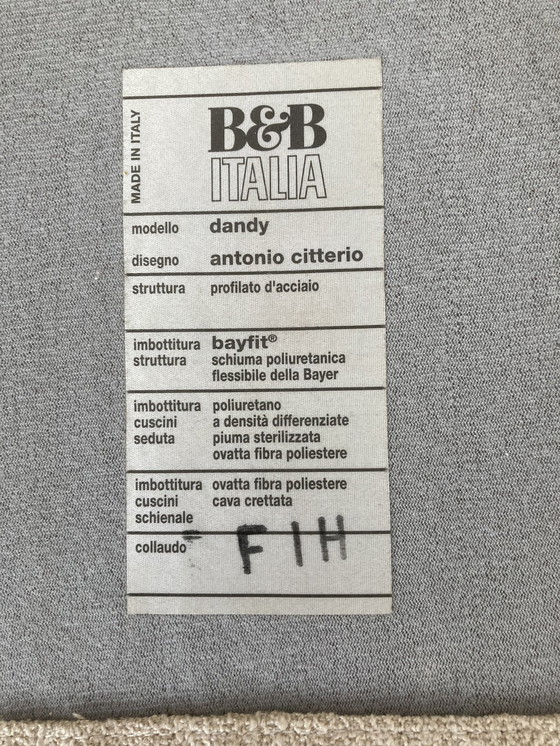 MADE IN ITALY
B&B
ITALIA
modello dandy
disegno antonio citterio
struttura profilato d'acciaio
imbottitura bayfit®
struttura schiuma poliuretanica
flessibile della Bayer
imbottitura poliuretano
cuscini a densità differenziate
seduta piuma sterilizzata
ovatta fibra poliestere
imbottitura ovatta fibra poliestere
cuscini cava crettata
schienale
collaudo F I H